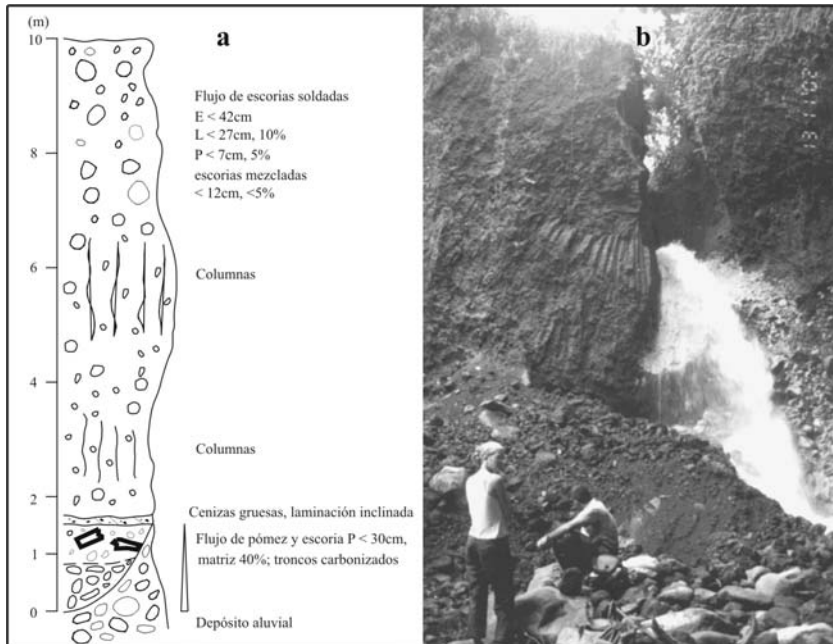 (m)
a
b
10
Flujo de escorias soldadas
E < 42cm
L < 27cm, 10%
P < 7cm, 5%
escorias mezcladas
< 12cm, <5%
8
6
Columnas
4
Columnas
2
Cenizas gruesas, laminación inclinada
Flujo de pómez y escoria P < 30cm,
matriz 40%; troncos carbonizados
1
0
Depósito aluvial